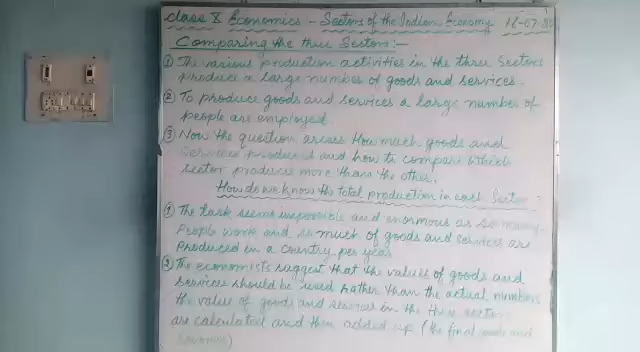 Class X Economics - Sectors of the Indian Economy 18-07-20
Comparing the three Sectors:-
① The various production activities in the three Sectors
produce a large number of goods and services.
② To produce goods and services a large number of
people are employed
③ Now the question arises How much goods and
services produced and how to compare which
sector produces more than the other.
How do we know the total production in each Sector?
① The task seems impossible and enormous as so many
people work and so much of goods and services are
produced in a country per year
② The economists suggest that the values of goods and
services should be used rather than the actual numbers
the value of goods and services in the three sectors
are calculated and then added up (the final goods and
services)